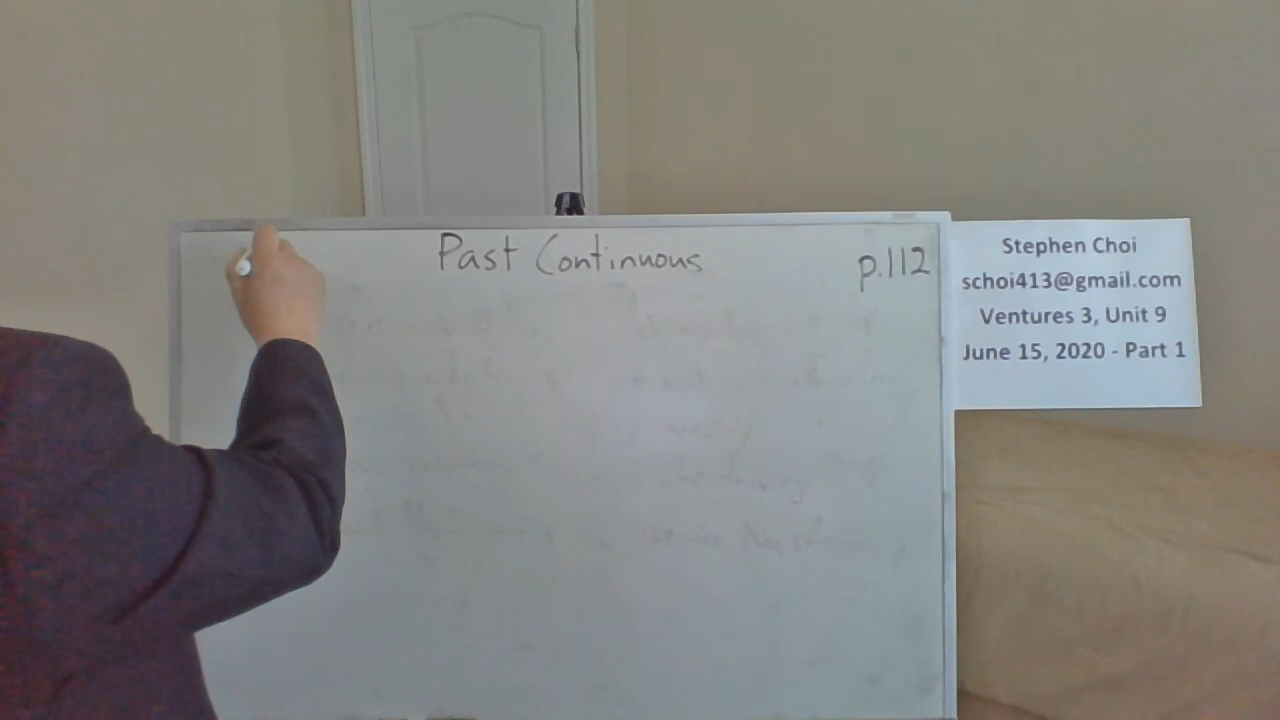 Past Continuous
p.112
Stephen Choi
schoi413@gmail.com
Ventures 3, Unit 9
June 15, 2020 - Part 1